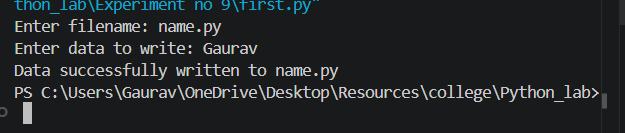 thon_lab\Experiment no 9\first.py"
Enter filename: name.py
Enter data to write: Gaurav
Data successfully written to name.py
PS C:\Users\Gaurav\OneDrive\Desktop\Resources\college\Python_lab>